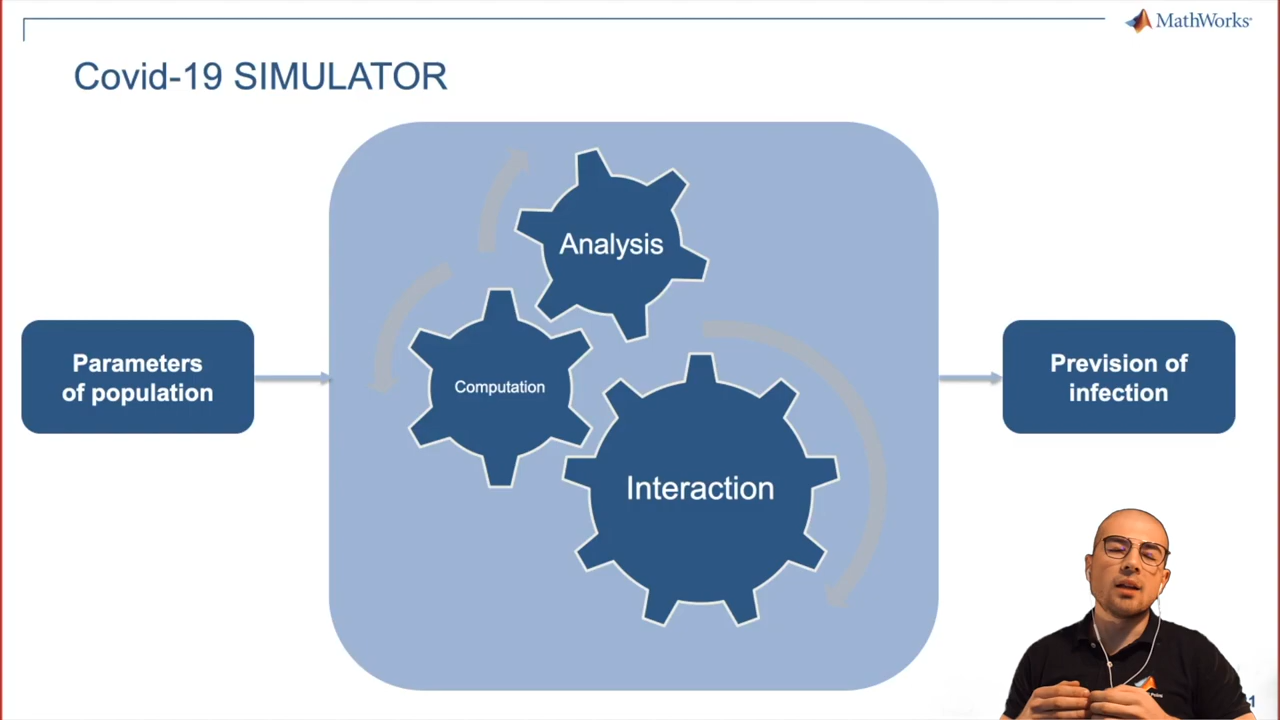 MathWorks
Covid-19 SIMULATOR
Analysis
Computation
Interaction
Parameters
of population
Prevision of
infection